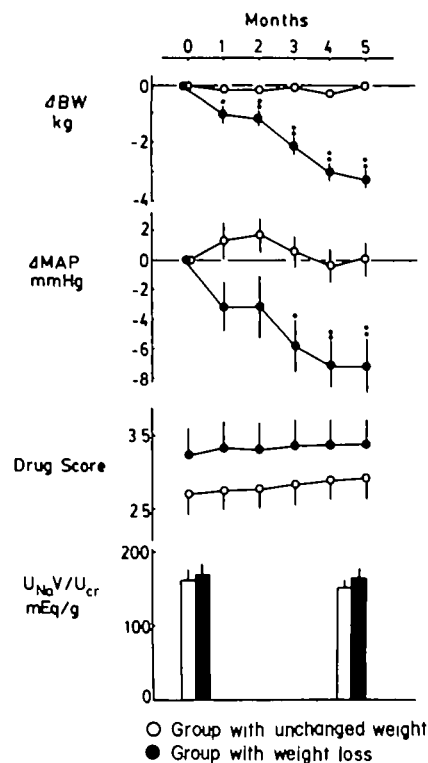 Months
0 1 2 3 4 5
0
ΔBW
kg
-2
-4
2
ΔMAP
mmHg
0
-2
-4
-6
-8
35
Drug Score
25
200
U_NaV/U_cr
mEq/g
100
0
○ Group with unchanged weight
● Group with weight loss